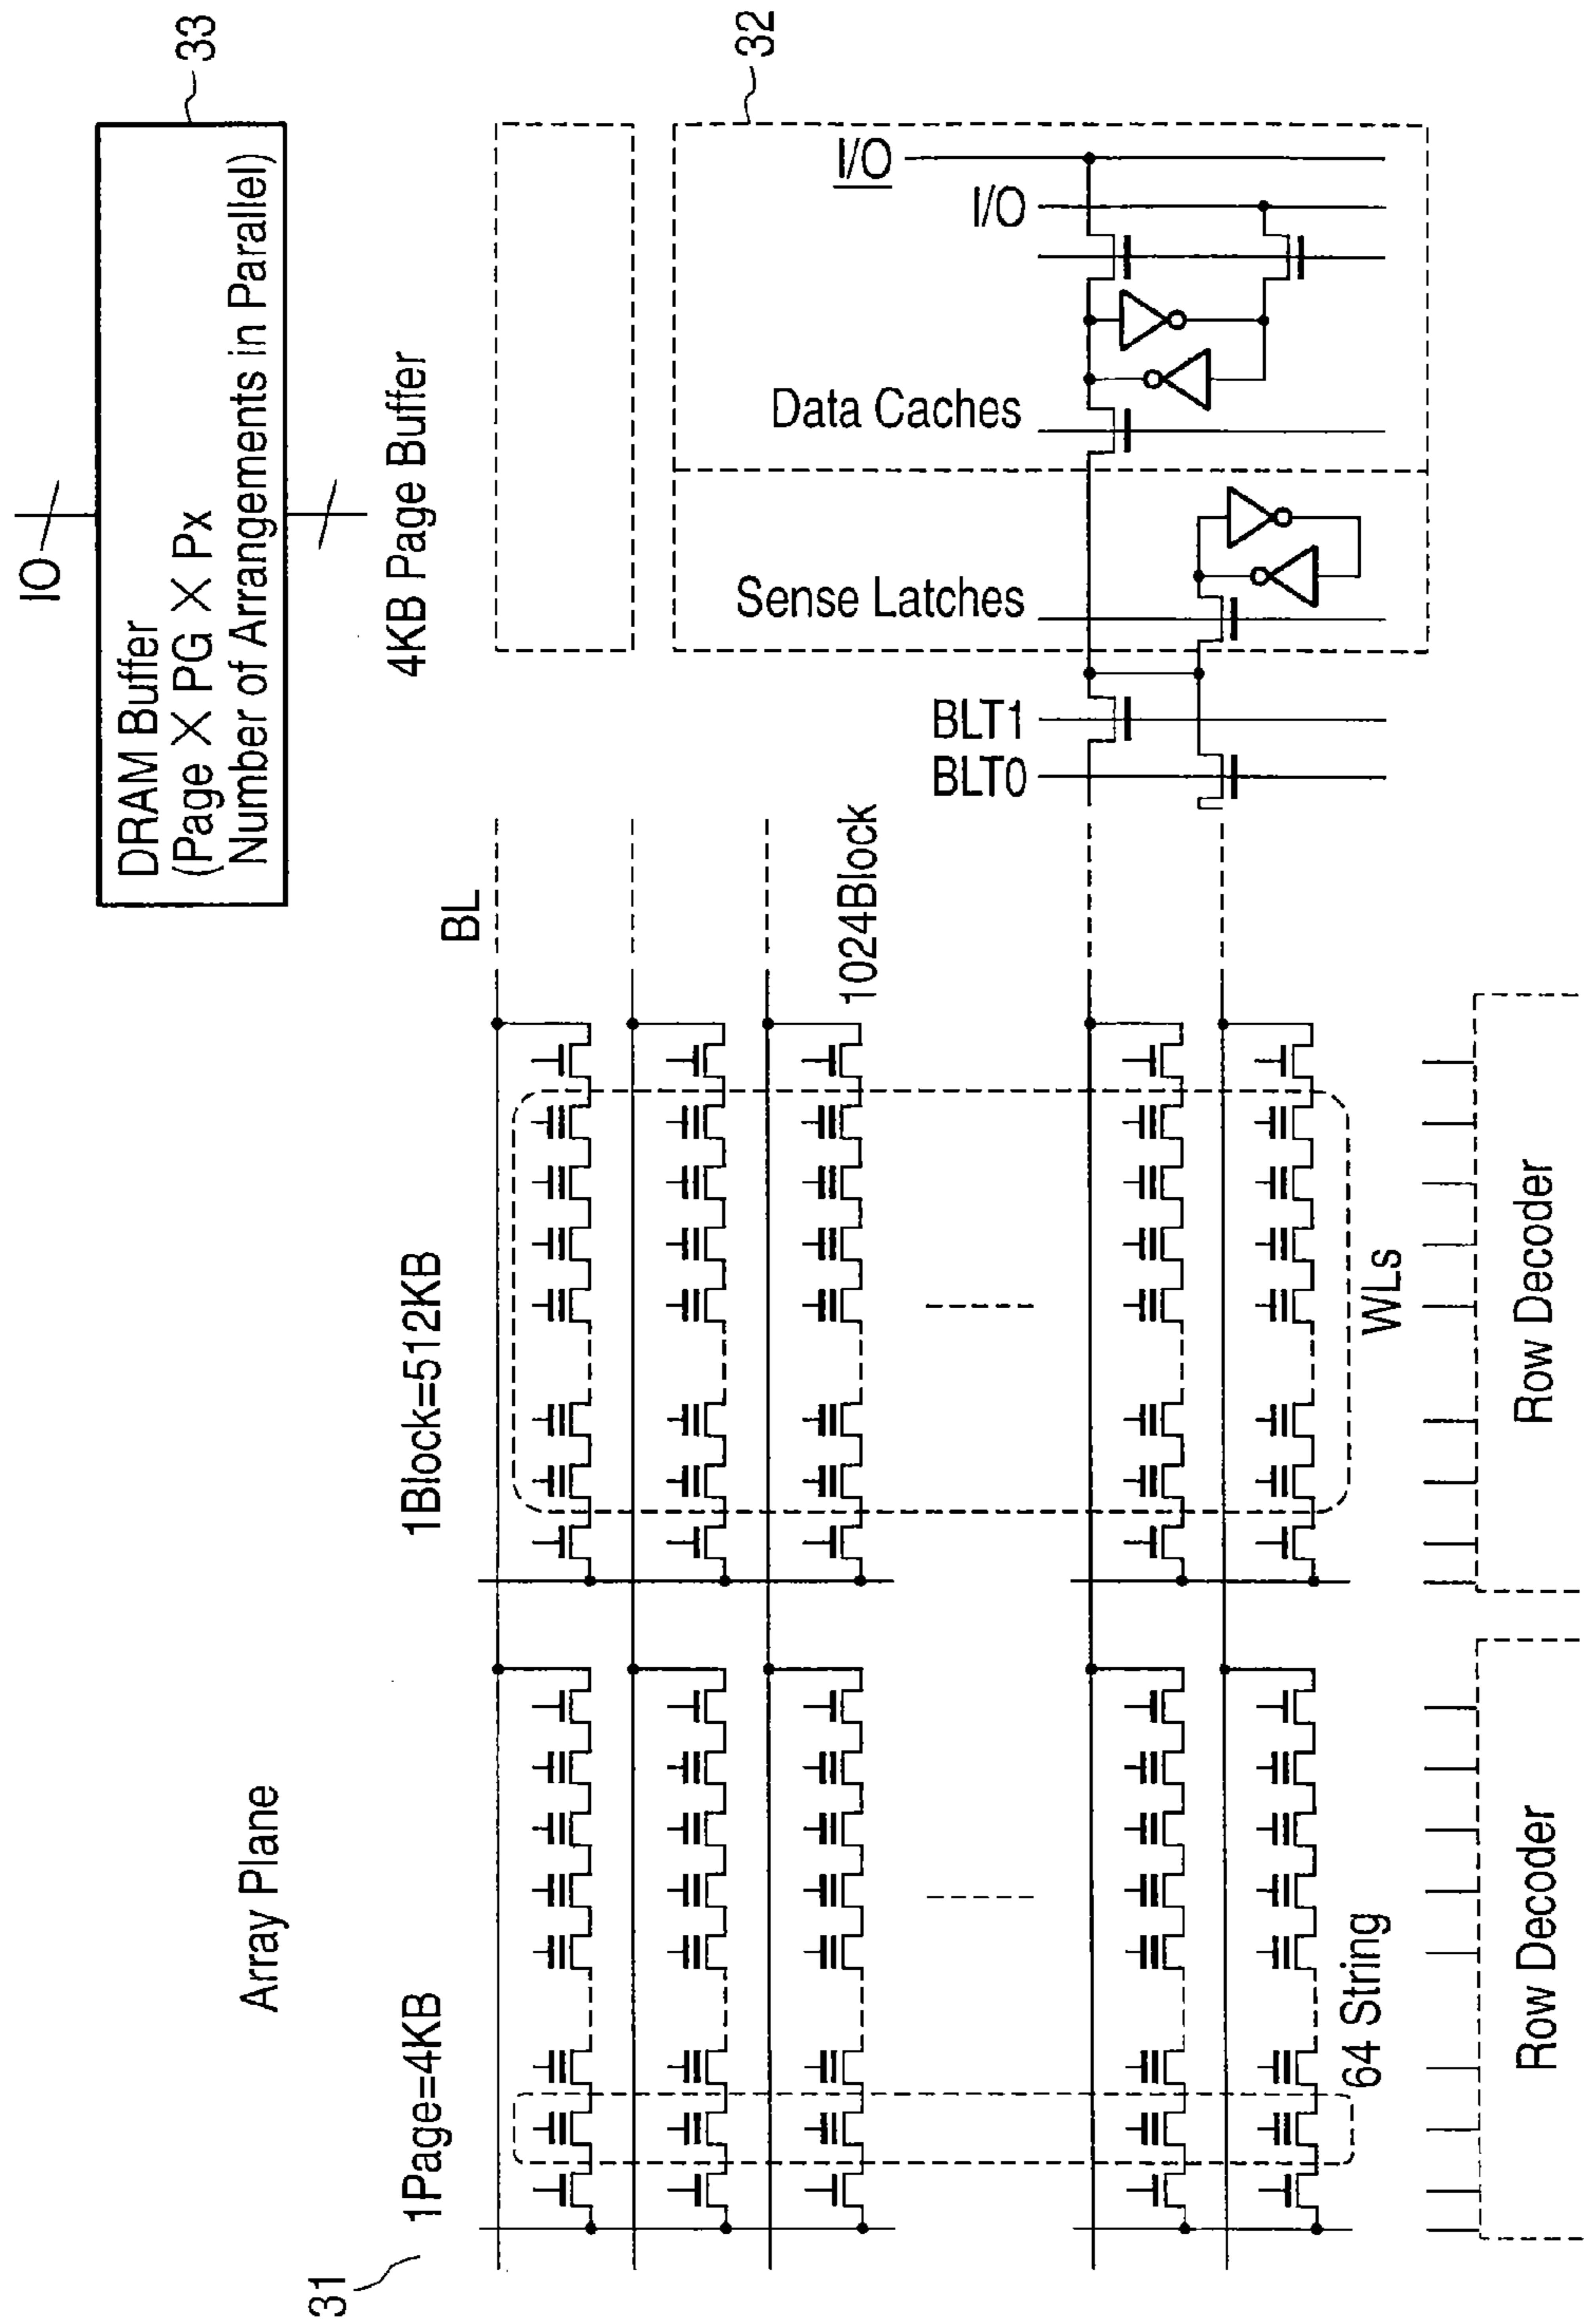 Array Plane
31
1Page=4KB
1Block=512KB
BL
4KB Page Buffer
IO
DRAM Buffer
(Page × PG × Px
Number of Arrangements in Parallel)
33
32
1024Block
I/O
I/O
Data Caches
Sense Latches
BLT1
BLT0
64 String
WLs
Row Decoder
Row Decoder